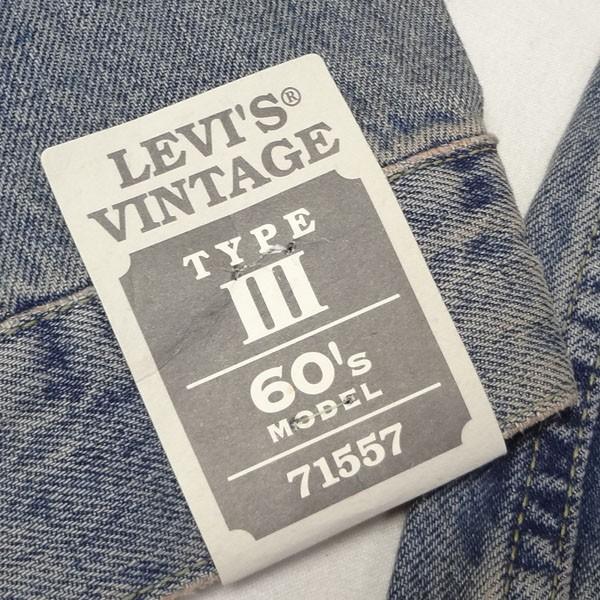 LEVI'S®
VINTAGE
TYPE
III
60's
MODEL
71557